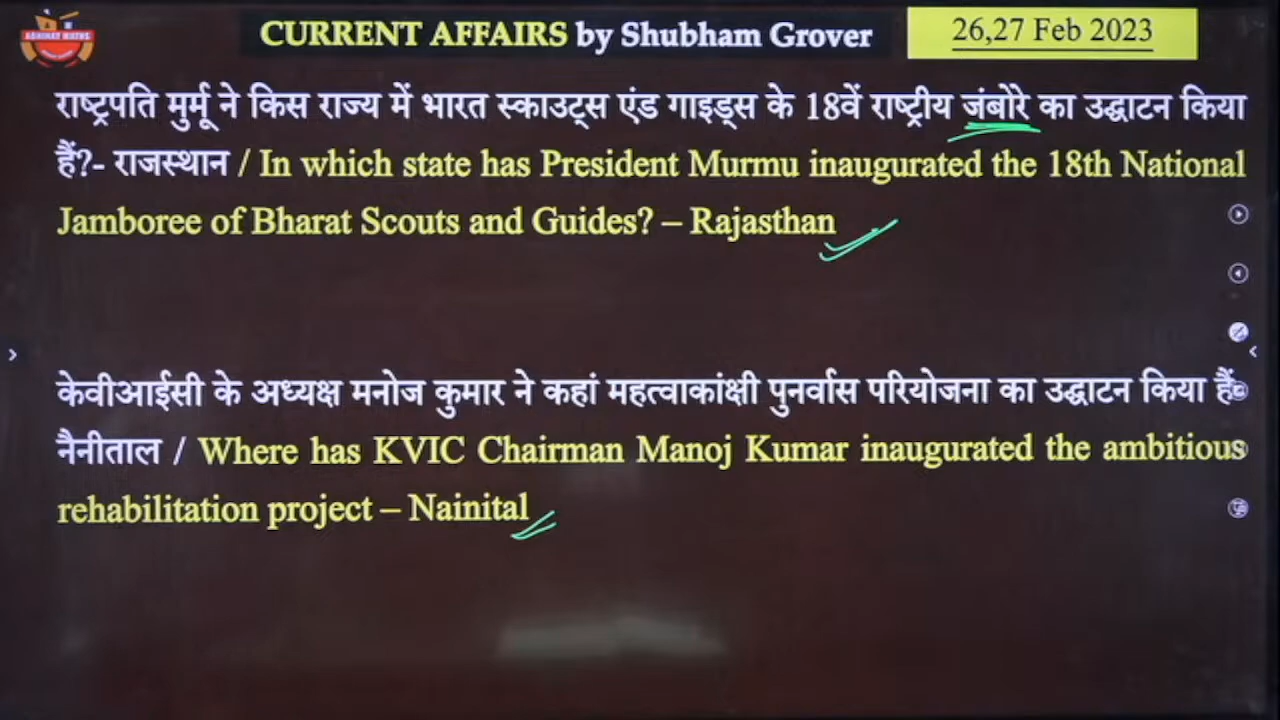 ABHINAY MATHS
CURRENT AFFAIRS by Shubham Grover
26,27 Feb 2023
राष्ट्रपति मुर्मू ने किस राज्य में भारत स्काउट्स एंड गाइड्स के 18वें राष्ट्रीय जंबोरे का उद्घाटन किया
हैं?- राजस्थान / In which state has President Murmu inaugurated the 18th National
Jamboree of Bharat Scouts and Guides? – Rajasthan
केवीआईसी के अध्यक्ष मनोज कुमार ने कहां महत्वाकांक्षी पुनर्वास परियोजना का उद्घाटन किया हैं
नैनीताल / Where has KVIC Chairman Manoj Kumar inaugurated the ambitious
rehabilitation project – Nainital